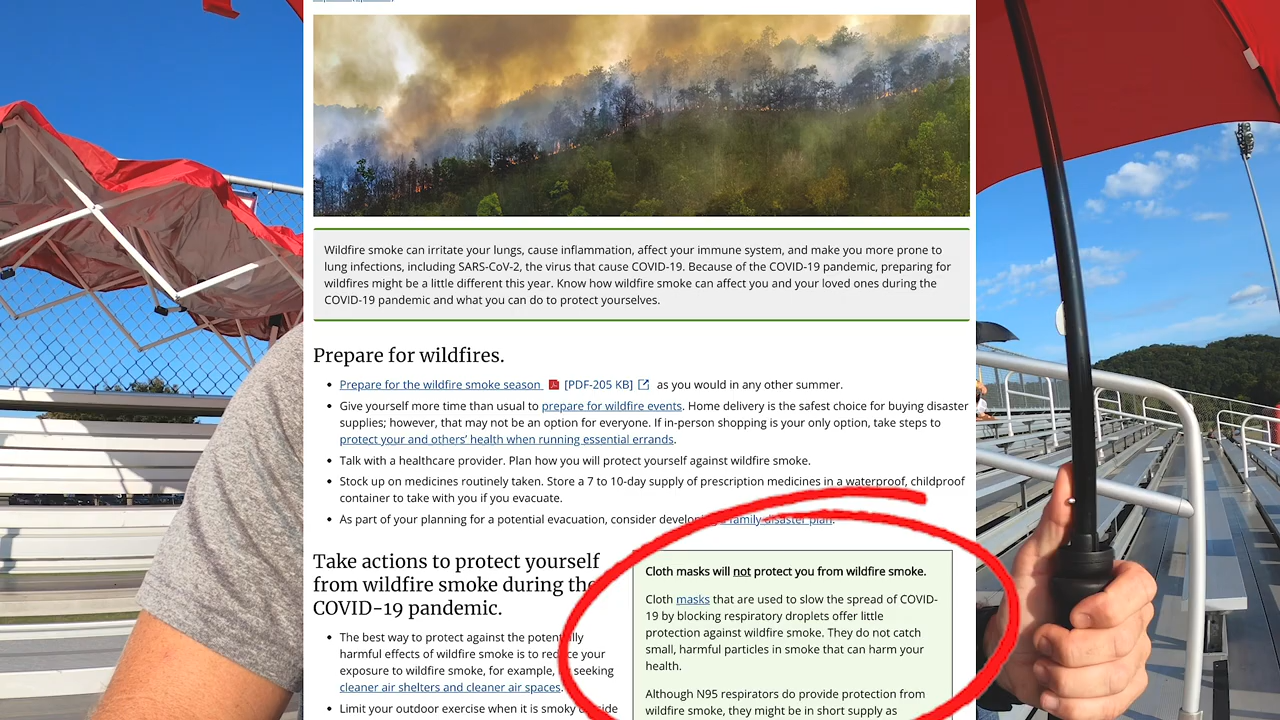 Wildfire smoke can irritate your lungs, cause inflammation, affect your immune system, and make you more prone to
lung infections, including SARS-CoV-2, the virus that cause COVID-19. Because of the COVID-19 pandemic, preparing for
wildfires might be a little different this year. Know how wildfire smoke can affect you and your loved ones during the
COVID-19 pandemic and what you can do to protect yourselves.
Prepare for wildfires.
Prepare for the wildfire smoke season [PDF-205 KB] as you would in any other summer.
Give yourself more time than usual to prepare for wildfire events. Home delivery is the safest choice for buying disaster
supplies; however, that may not be an option for everyone. If in-person shopping is your only option, take steps to
protect your and others' health when running essential errands.
Talk with a healthcare provider. Plan how you will protect yourself against wildfire smoke.
Stock up on medicines routinely taken. Store a 7 to 10-day supply of prescription medicines in a waterproof, childproof
container to take with you if you evacuate.
As part of your planning for a potential evacuation, consider developing a family disaster plan.
Take actions to protect yourself
from wildfire smoke during the
COVID-19 pandemic.
The best way to protect against the potentially
harmful effects of wildfire smoke is to reduce your
exposure to wildfire smoke, for example, by seeking
cleaner air shelters and cleaner air spaces.
Limit your outdoor exercise when it is smoky outside
Cloth masks will not protect you from wildfire smoke.
Cloth masks that are used to slow the spread of COVID-
19 by blocking respiratory droplets offer little
protection against wildfire smoke. They do not catch
small, harmful particles in smoke that can harm your
health.
Although N95 respirators do provide protection from
wildfire smoke, they might be in short supply as